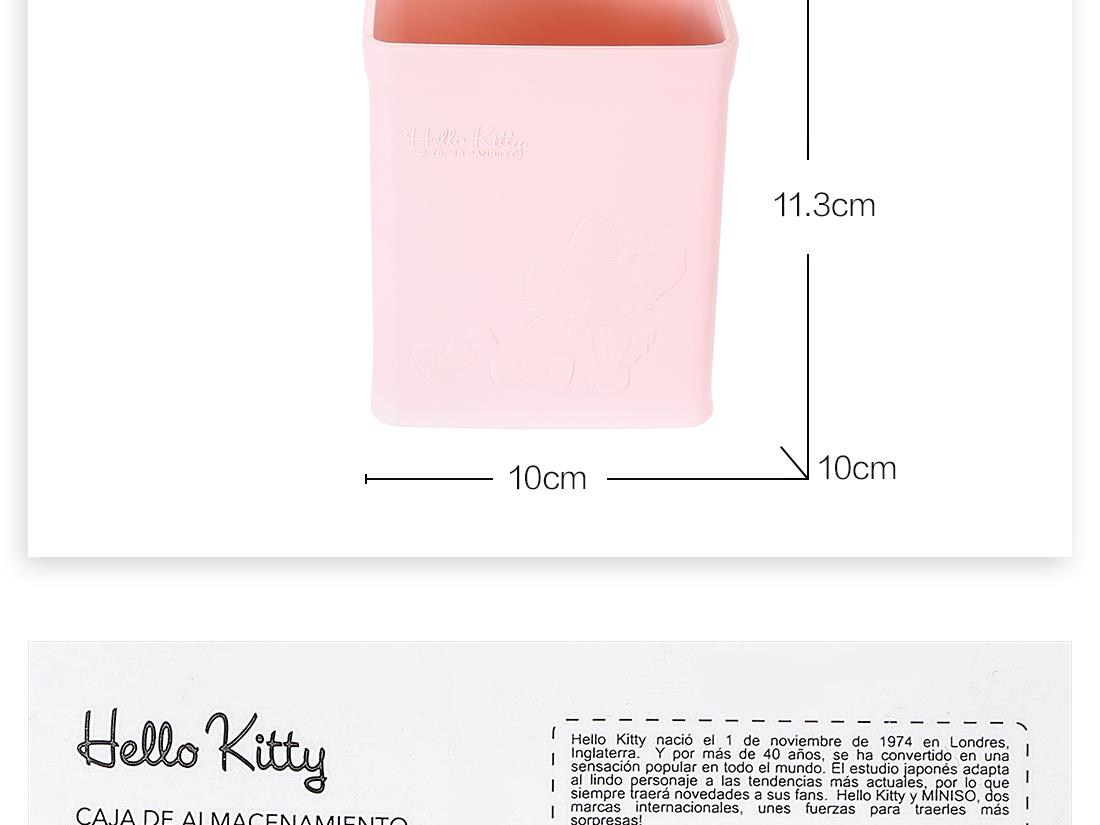 Hello Kitty
11.3cm
10cm
10cm
Hello Kitty
CAJA DE ALMACENAMIENTO
Hello Kitty nació el 1 de noviembre de 1974 en Londres,
Inglaterra. Y por más de 40 años, se ha convertido en una
sensación popular en todo el mundo. El estudio japonés adapta
al lindo personaje a las tendencias más actuales, por lo que
siempre traerá novedades a sus fans. Hello Kitty y MINISO, dos
marcas internacionales, unes fuerzas para traerles más
sorpresas!